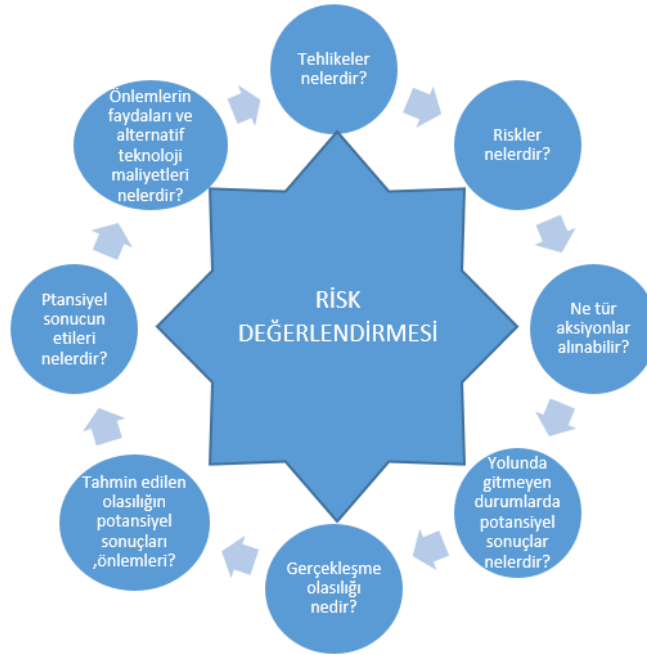 Tehlikeler
nelerdir?
Riskler
nelerdir?
Ne tür
aksiyonlar
alınabilir?
Yolunda
gitmeyen
durumlarda
potansiyel
sonuçlar
nelerdir?
Gerçekleşme
olasılığı
nedir?
Tahmin edilen
olasılığın
potansiyel
sonuçları
,önlemleri?
Ptansiyel
sonucun
etileri
nelerdir?
Önlemlerin
faydaları ve
alternatif
teknoloji
maliyetleri
nelerdir?
RİSK
DEĞERLENDİRMESİ